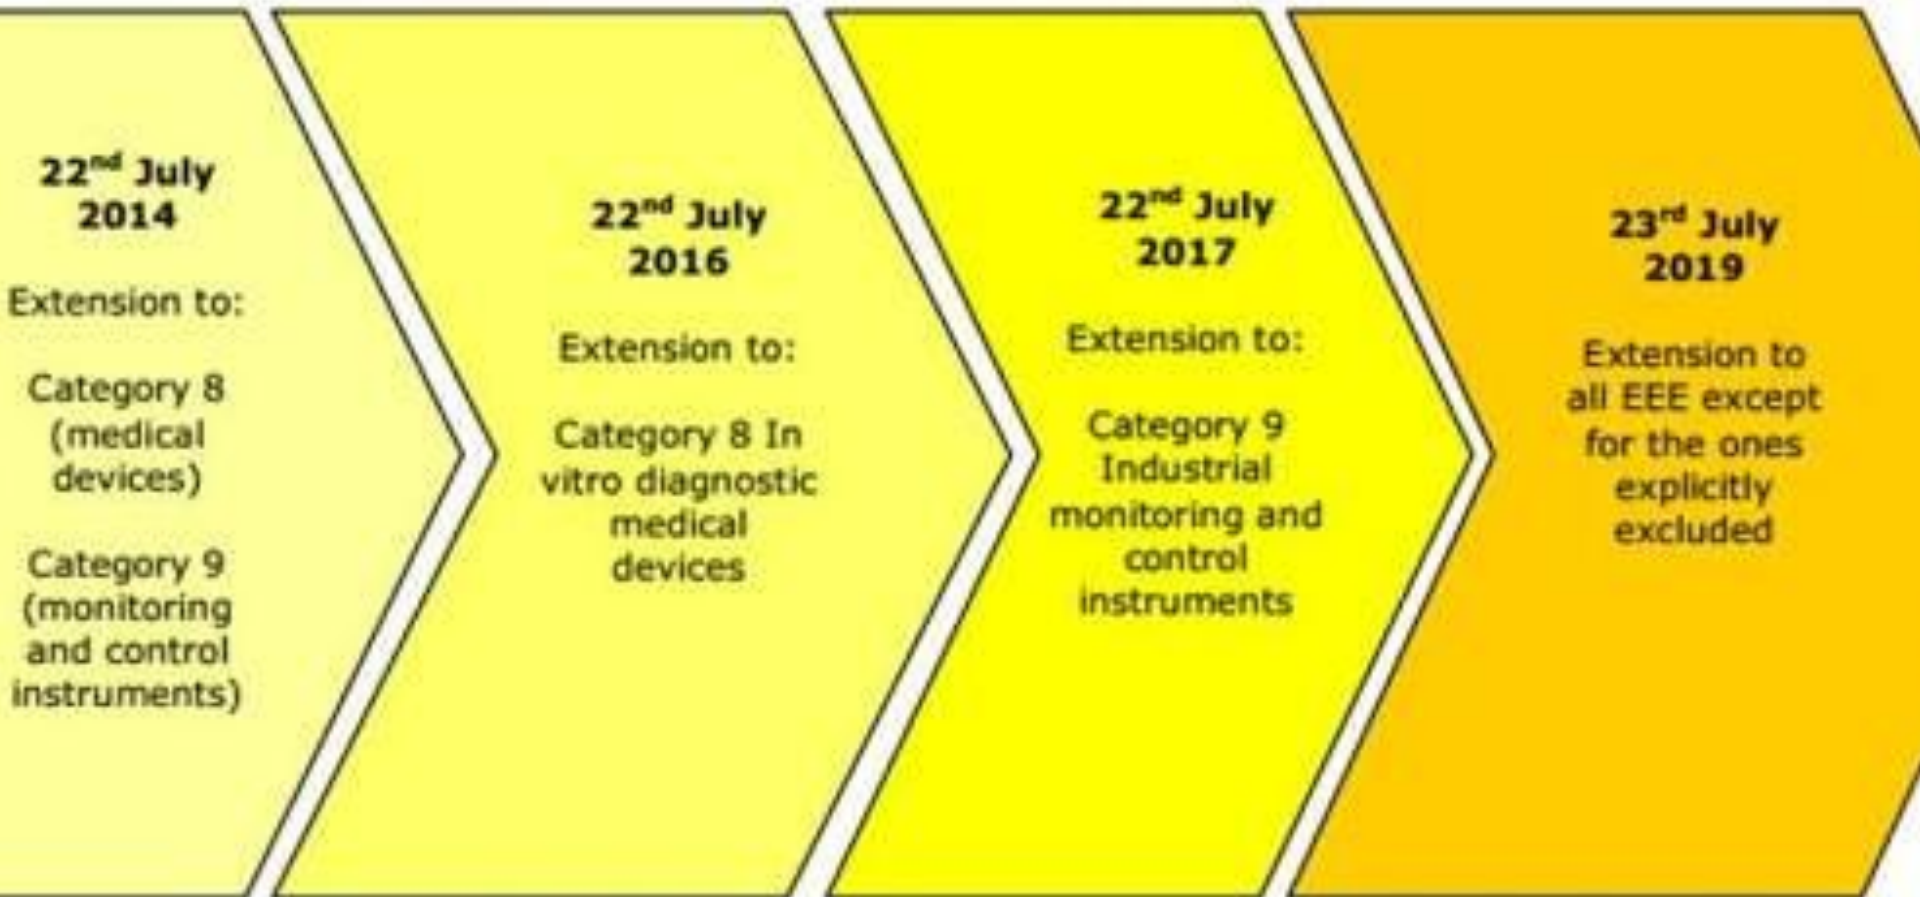 22nd July
2014
Extension to:
Category 8
(medical
devices)
Category 9
(monitoring
and control
instruments)
22nd July
2016
Extension to:
Category 8 In
vitro diagnostic
medical
devices
22nd July
2017
Extension to:
Category 9
Industrial
monitoring and
control
instruments
23rd July
2019
Extension to
all EEE except
for the ones
explicitly
excluded